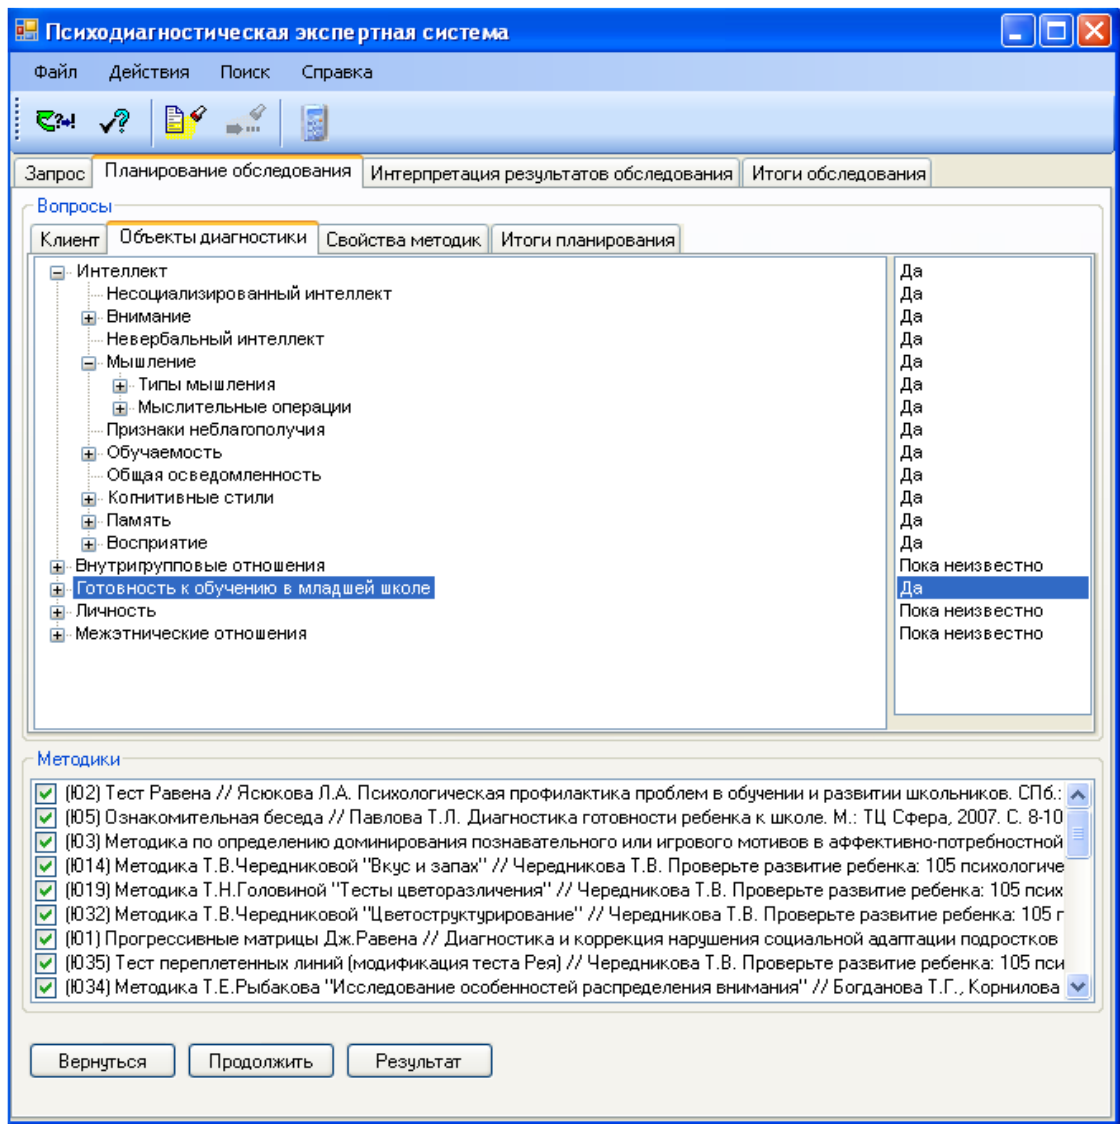 Психодиагностическая экспертная система
Файл Действия Поиск Справка
Запрос Планирование обследования Интерпретация результатов обследования Итоги обследования
Вопросы
Клиент Объекты диагностики Свойства методик Итоги планирования
Интеллект Да
Несоциализированный интеллект Да
Внимание Да
Невербальный интеллект Да
Мышление Да
Типы мышления Да
Мыслительные операции Да
Признаки неблагополучия Да
Обучаемость Да
Общая осведомленность Да
Когнитивные стили Да
Память Да
Восприятие Да
Внутригрупповые отношения Пока неизвестно
Готовность к обучению в младшей школе Да
Личность Пока неизвестно
Межэтнические отношения Пока неизвестно
Методики
(Ю2) Тест Равена // Ясюкова Л.А. Психологическая профилактика проблем в обучении и развитии школьников. СПб.:
(Ю5) Ознакомительная беседа // Павлова Т.Л. Диагностика готовности ребенка к школе. М.: ТЦ Сфера, 2007. С. 8-10
(Ю3) Методика по определению доминирования познавательного или игрового мотивов в аффективно-потребностной
(Ю14) Методика Т.В.Чередниковой "Вкус и запах" // Чередникова Т.В. Проверьте развитие ребенка: 105 психологиче
(Ю19) Методика Т.Н.Головиной "Тесты цветоразличения" // Чередникова Т.В. Проверьте развитие ребенка: 105 псих
(Ю32) Методика Т.В.Чередниковой "Цветоструктурирование" // Чередникова Т.В. Проверьте развитие ребенка: 105 п
(Ю1) Прогрессивные матрицы Дж.Равена // Диагностика и коррекция нарушения социальной адаптации подростков
(Ю35) Тест переплетенных линий (модификация теста Рея) // Чередникова Т.В. Проверьте развитие ребенка: 105 пси
(Ю34) Методика Т.Е.Рыбакова "Исследование особенностей распределения внимания" // Богданова Т.Г., Корнилова
Вернуться Продолжить Результат